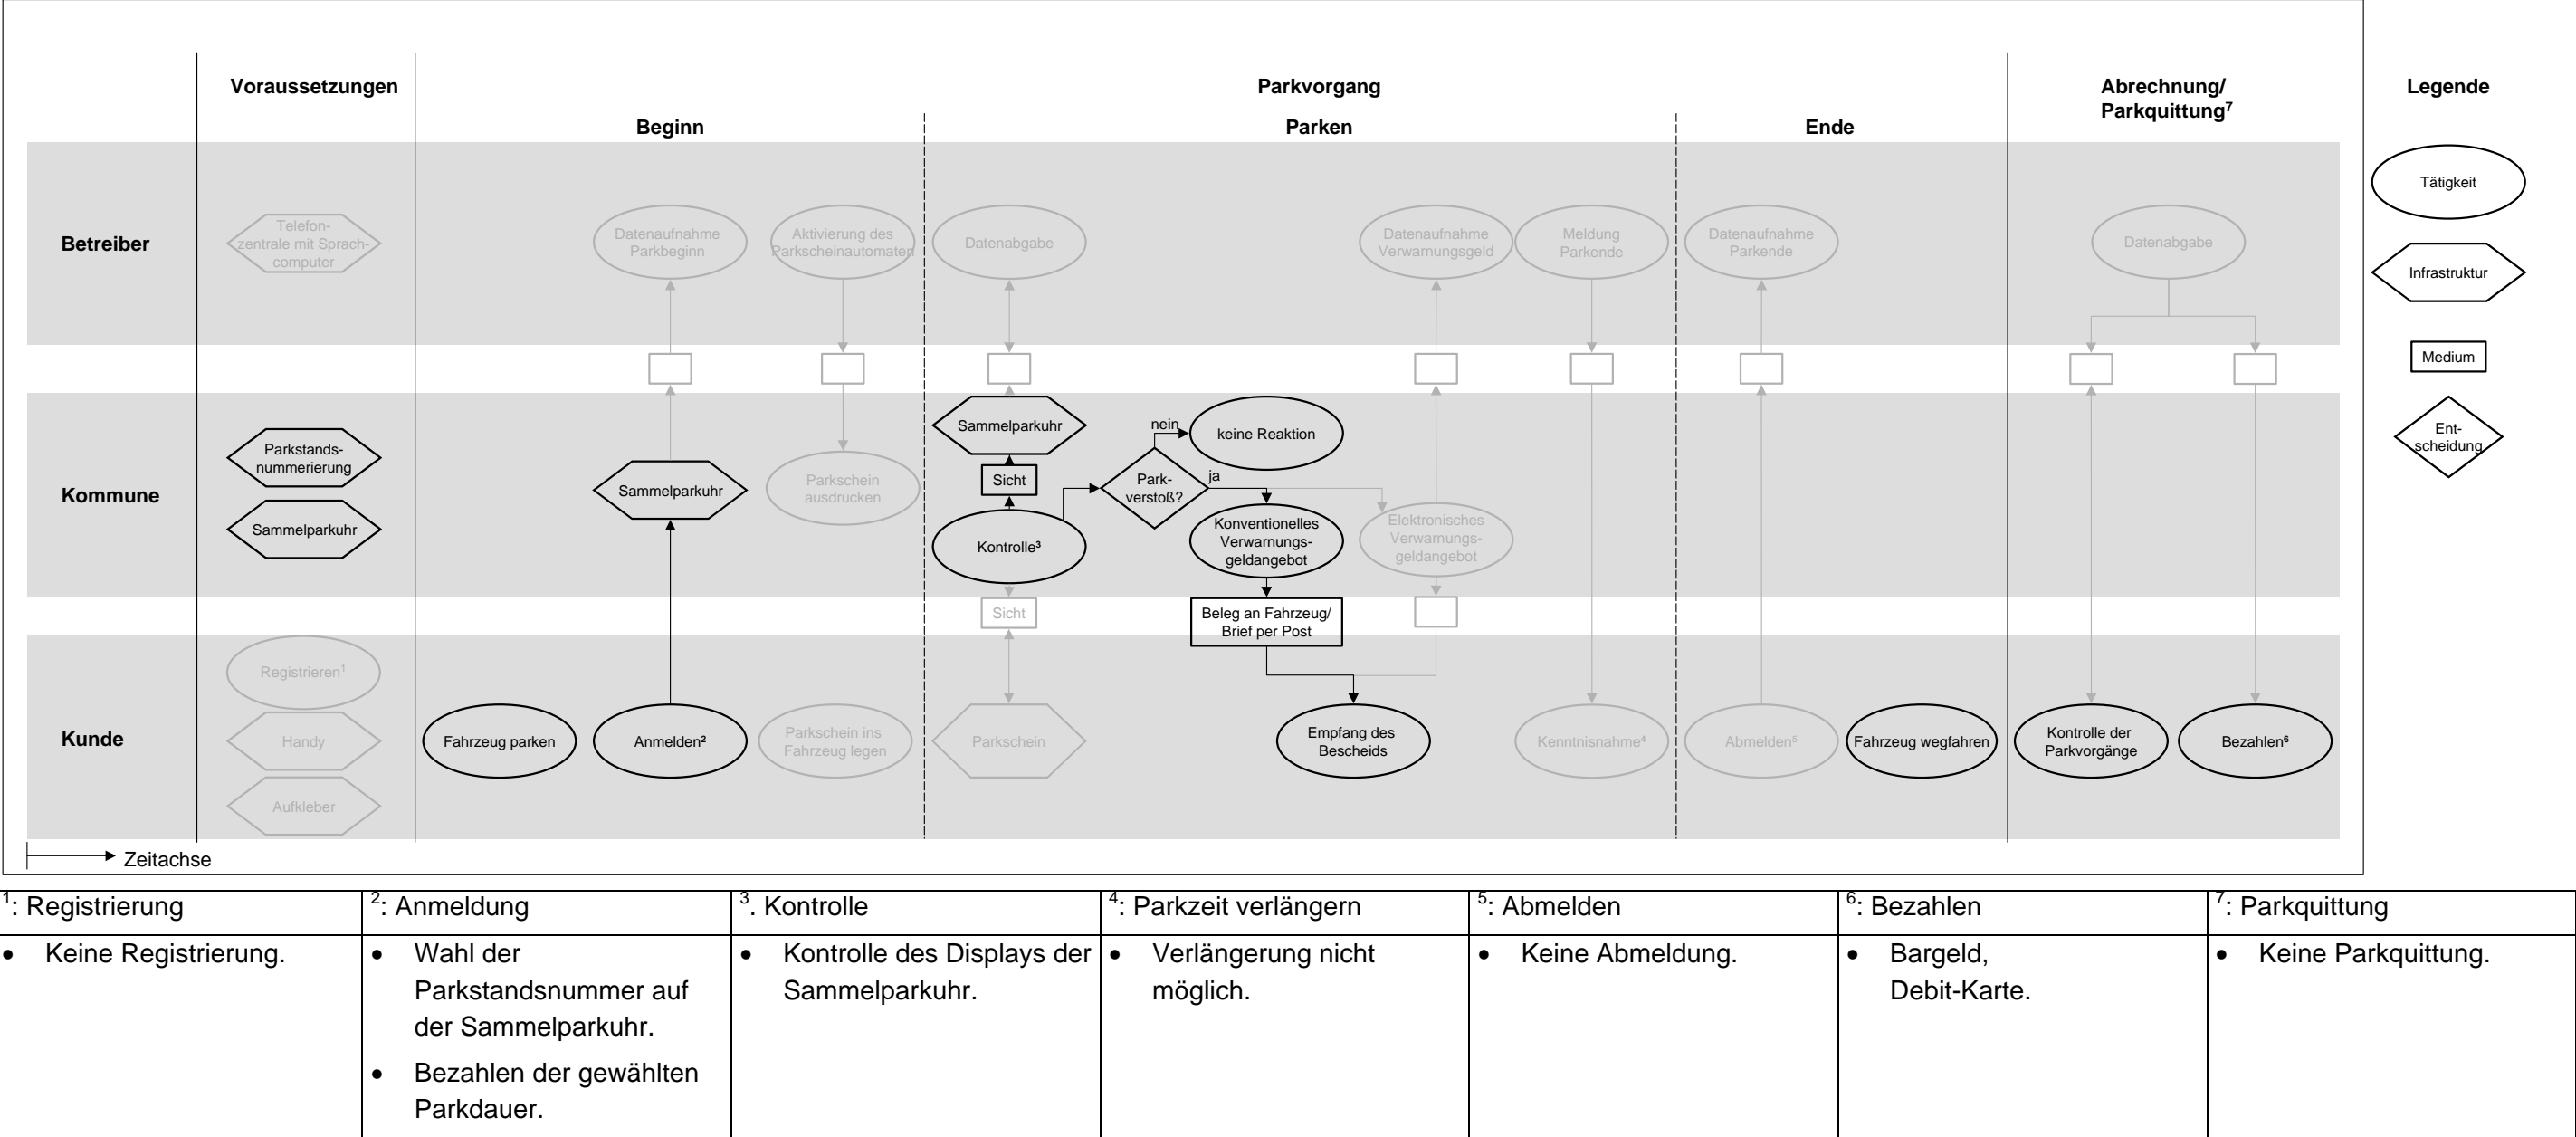 Voraussetzungen
Parkvorgang
Abrechnung/
Parkquittung⁷
Legende
Beginn
Parken
Ende
Betreiber
Telefon-
zentrale mit Sprach-
computer
Datenaufnahme
Parkbeginn
Aktivierung des
Parkscheinautomaten
Datenabgabe
Datenaufnahme
Verwarnungsgeld
Meldung
Parkende
Datenaufnahme
Parkende
Datenabgabe
Tätigkeit
Infrastruktur
Medium
Ent-
scheidung
Kommune
Parkstands-
nummerierung
Sammelparkuhr
Sammelparkuhr
Parkschein
ausdrucken
Sammelparkuhr
Sicht
Kontrolle³
Park-
verstoß?
nein
ja
keine Reaktion
Konventionelles
Verwarnungs-
geldangebot
Elektronisches
Verwarnungs-
geldangebot
Sicht
Beleg an Fahrzeug/
Brief per Post
Kunde
Registrieren¹
Handy
Aufkleber
Fahrzeug parken
Anmelden²
Parkschein ins
Fahrzeug legen
Parkschein
Empfang des
Bescheids
Kenntnisnahme⁴
Abmelden⁵
Fahrzeug wegfahren
Kontrolle der
Parkvorgänge
Bezahlen⁶
Zeitachse
¹: Registrierung
• Keine Registrierung.
²: Anmeldung
• Wahl der
Parkstandsnummer auf
der Sammelparkuhr.
• Bezahlen der gewählten
Parkdauer.
³. Kontrolle
• Kontrolle des Displays der
Sammelparkuhr.
⁴: Parkzeit verlängern
• Verlängerung nicht
möglich.
⁵: Abmelden
• Keine Abmeldung.
⁶: Bezahlen
• Bargeld,
Debit-Karte.
⁷: Parkquittung
• Keine Parkquittung.